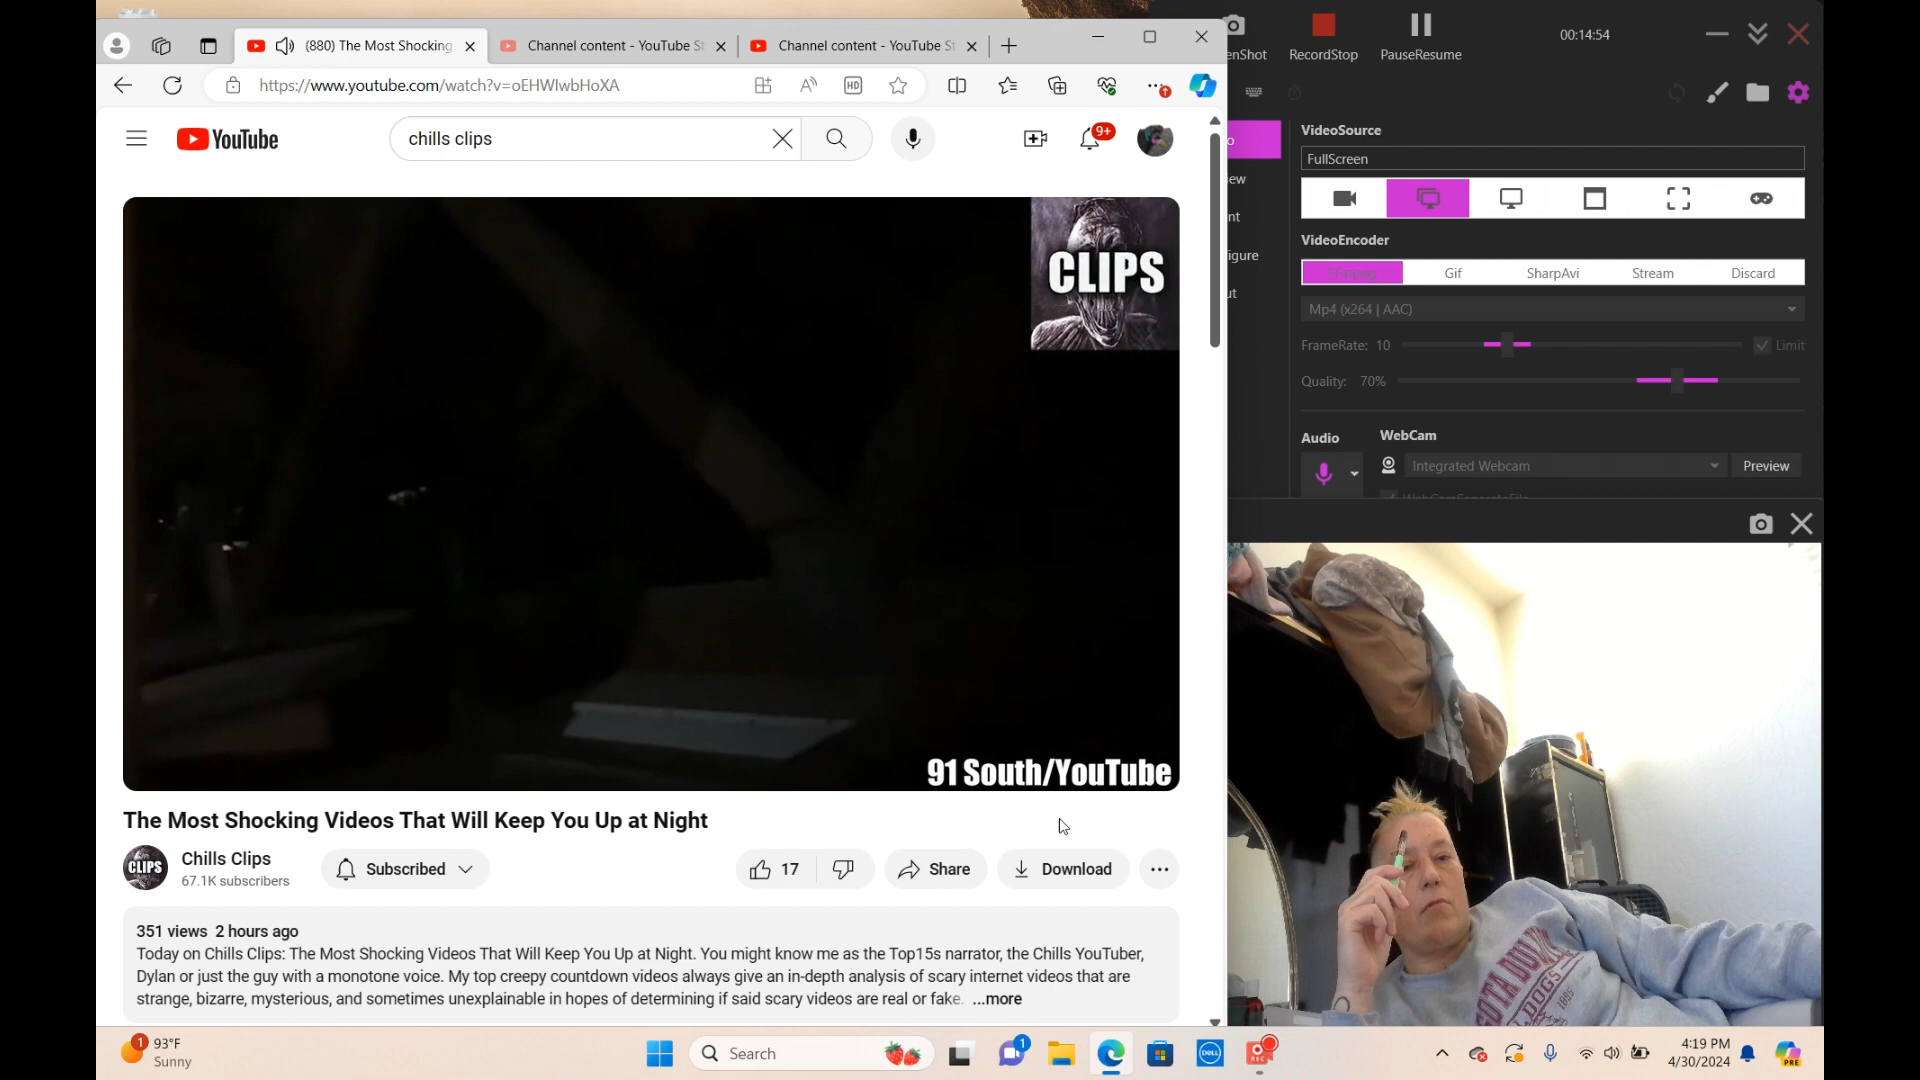 (880) The Most Shocking
Channel content - YouTube St
Channel content - YouTube St
https://www.youtube.com/watch?v=oEHWIwbHoXA
HD
YouTube
chills clips
9+
CLIPS
91 South/YouTube
The Most Shocking Videos That Will Keep You Up at Night
CLIPS
Chills Clips
67.1K subscribers
Subscribed
17
Share
Download
351 views 2 hours ago
Today on Chills Clips: The Most Shocking Videos That Will Keep You Up at Night. You might know me as the Top15s narrator, the Chills YouTuber,
Dylan or just the guy with a monotone voice. My top creepy countdown videos always give an in-depth analysis of scary internet videos that are
strange, bizarre, mysterious, and sometimes unexplainable in hopes of determining if said scary videos are real or fake. ...more
enShot
RecordStop
PauseResume
00:14:54
VideoSource
FullScreen
VideoEncoder
Gif
SharpAvi
Stream
Discard
Mp4 (x264 | AAC)
FrameRate: 10
Limit
Quality: 70%
Audio
WebCam
Integrated Webcam
Preview
o
ew
nt
igure
ut
1
93°F
Sunny
Search
1
DELL
REC
4:19 PM
4/30/2024
PRE